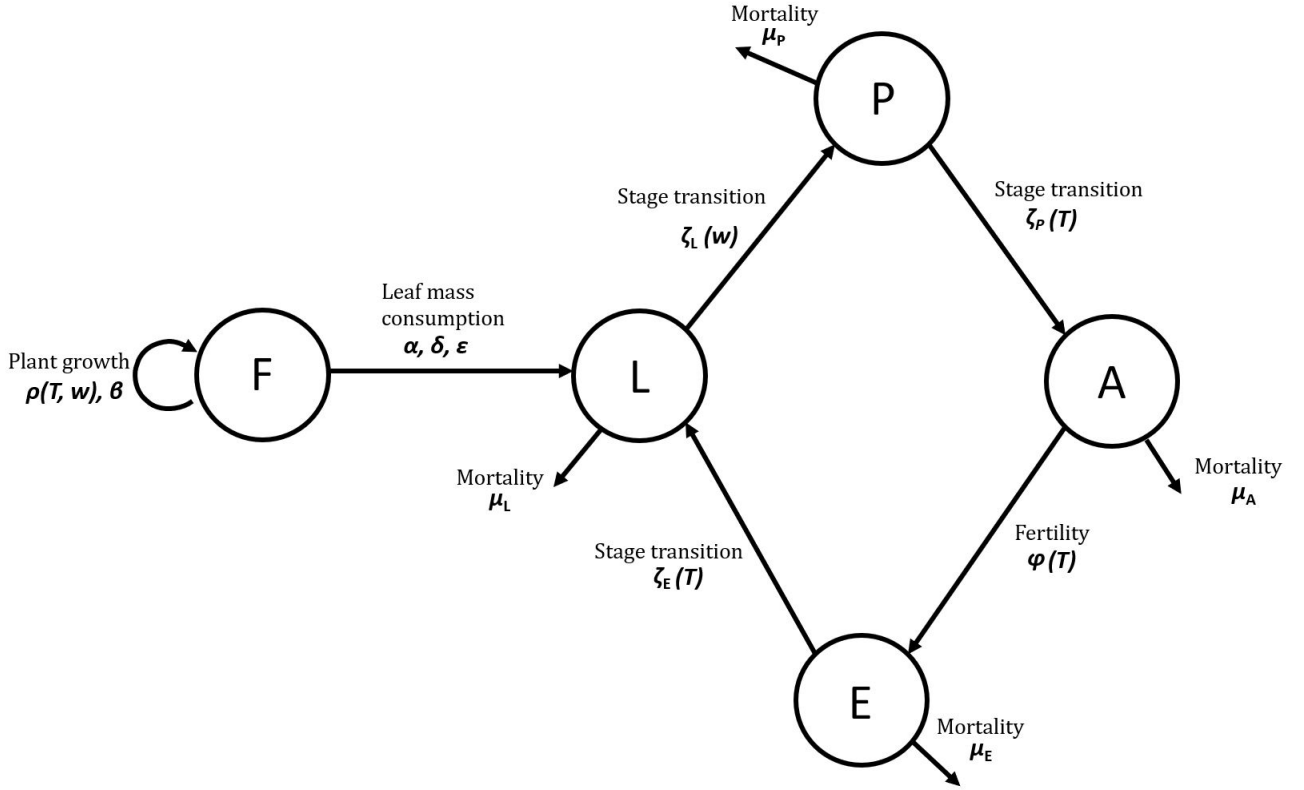 Mortality
μP
P
Stage transition
ζL (w)
Stage transition
ζP (T)
Leaf mass
consumption
α, δ, ε
Plant growth
ρ(T, w), β
F
L
A
Mortality
μL
Mortality
μA
Stage transition
ζE (T)
Fertility
φ (T)
E
Mortality
μE